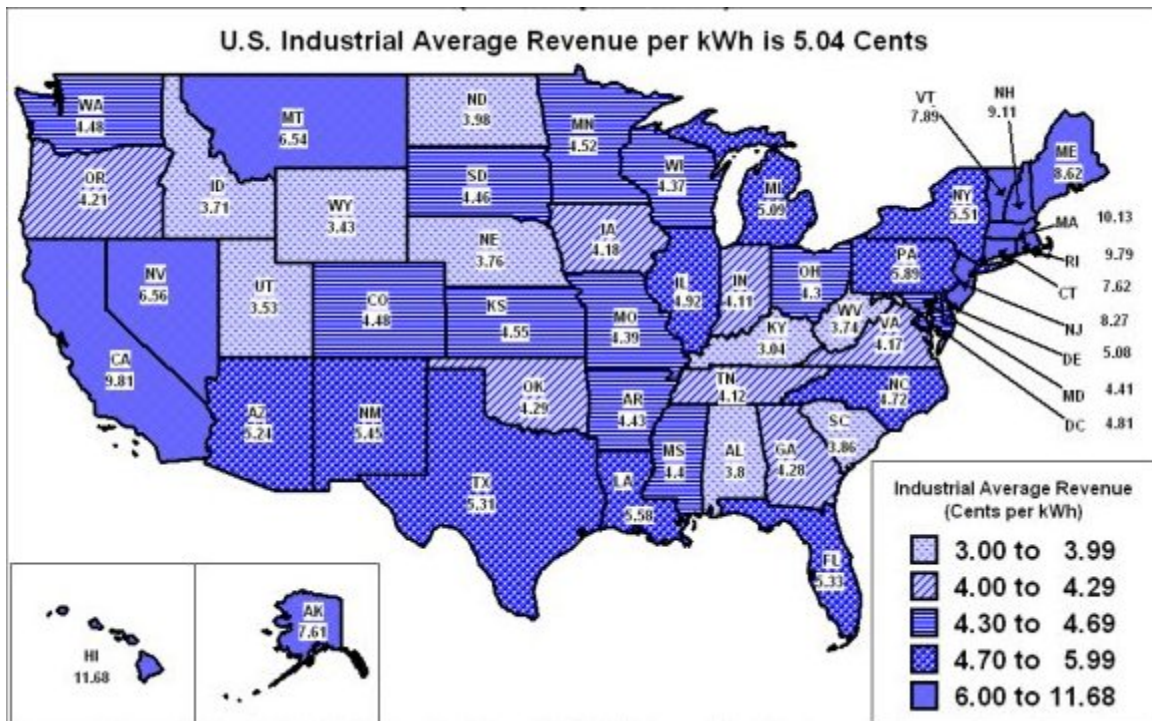 U.S. Industrial Average Revenue per kWh is 5.04 Cents
WA
4.48
MT
6.54
ND
3.98
MN
4.52
VT
7.89
NH
9.11
ME
8.62
OR
4.21
ID
3.71
WY
3.43
SD
4.46
WI
4.37
MI
5.09
NY
5.51
MA 10.13
RI 9.79
CT 7.62
NJ 8.27
DE 5.08
MD 4.41
DC 4.81
NV
6.56
UT
3.53
CO
4.48
NE
3.76
IA
4.18
IL
4.92
IN
4.11
OH
4.3
PA
5.89
CA
9.81
KS
4.55
MO
4.39
KY
3.04
WV
3.74
VA
4.17
AZ
5.24
NM
5.45
OK
4.29
AR
4.43
TN
4.12
NC
4.72
TX
5.31
LA
5.58
MS
4.4
AL
3.8
GA
4.28
SC
3.86
FL
5.33
HI
11.68
AK
7.61
Industrial Average Revenue
(Cents per kWh)
3.00 to 3.99
4.00 to 4.29
4.30 to 4.69
4.70 to 5.99
6.00 to 11.68